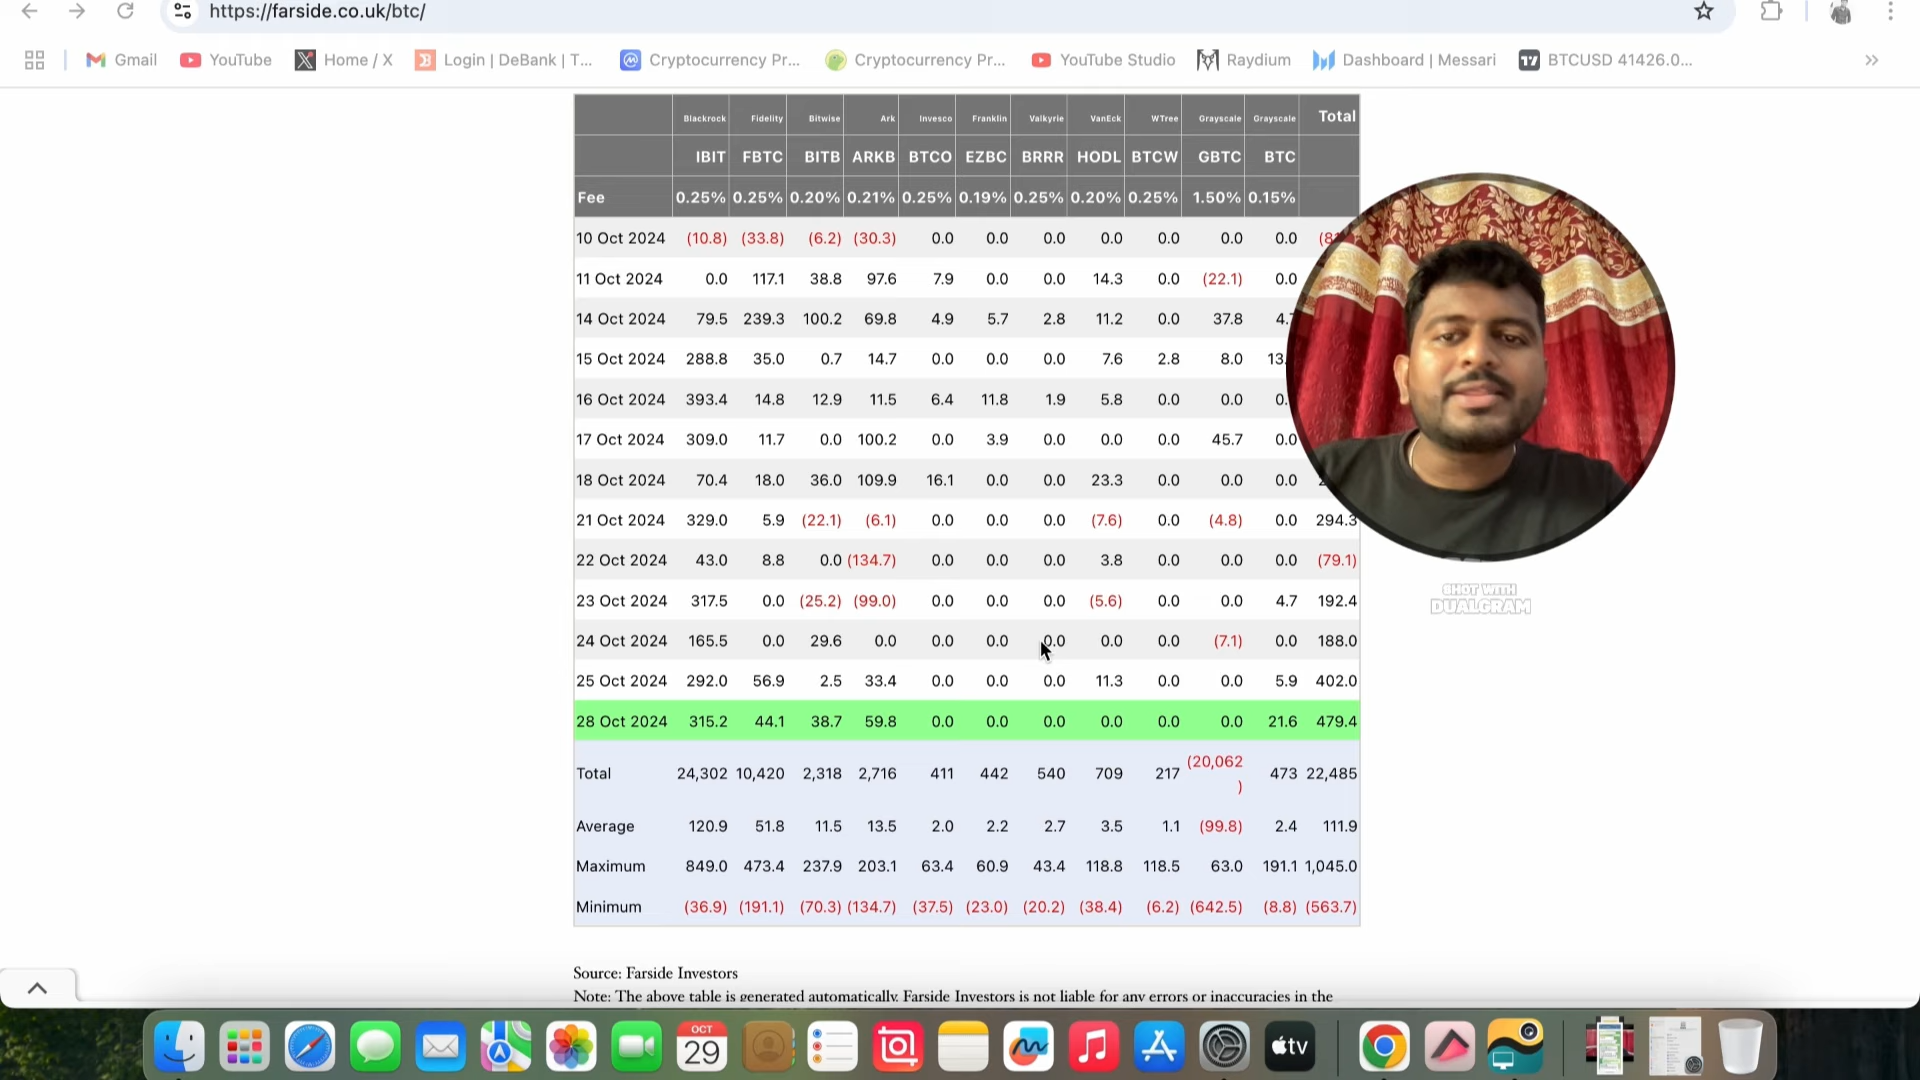 https://farside.co.uk/btc/
Gmail YouTube Home / X Login | DeBank | T... Cryptocurrency Pr... Cryptocurrency Pr... YouTube Studio Raydium Dashboard | Messari BTCUSD 41426.0...
Blackrock Fidelity Bitwise Ark Invesco Franklin Valkyrie VanEck WTree Grayscale Grayscale Total
IBIT FBTC BITB ARKB BTCO EZBC BRRR HODL BTCW GBTC BTC
Fee 0.25% 0.25% 0.20% 0.21% 0.25% 0.19% 0.25% 0.20% 0.25% 1.50% 0.15%
10 Oct 2024 (10.8) (33.8) (6.2) (30.3) 0.0 0.0 0.0 0.0 0.0 0.0 0.0
11 Oct 2024 0.0 117.1 38.8 97.6 7.9 0.0 0.0 14.3 0.0 (22.1) 0.0
14 Oct 2024 79.5 239.3 100.2 69.8 4.9 5.7 2.8 11.2 0.0 37.8
15 Oct 2024 288.8 35.0 0.7 14.7 0.0 0.0 0.0 7.6 2.8 8.0
16 Oct 2024 393.4 14.8 12.9 11.5 6.4 11.8 1.9 5.8 0.0 0.0
17 Oct 2024 309.0 11.7 0.0 100.2 0.0 3.9 0.0 0.0 0.0 45.7 0.0
18 Oct 2024 70.4 18.0 36.0 109.9 16.1 0.0 0.0 23.3 0.0 0.0 0.0
21 Oct 2024 329.0 5.9 (22.1) (6.1) 0.0 0.0 0.0 (7.6) 0.0 (4.8) 0.0 294.3
22 Oct 2024 43.0 8.8 0.0 (134.7) 0.0 0.0 0.0 3.8 0.0 0.0 0.0 (79.1)
23 Oct 2024 317.5 0.0 (25.2) (99.0) 0.0 0.0 0.0 (5.6) 0.0 0.0 4.7 192.4
24 Oct 2024 165.5 0.0 29.6 0.0 0.0 0.0 0.0 0.0 0.0 (7.1) 0.0 188.0
25 Oct 2024 292.0 56.9 2.5 33.4 0.0 0.0 0.0 11.3 0.0 0.0 5.9 402.0
28 Oct 2024 315.2 44.1 38.7 59.8 0.0 0.0 0.0 0.0 0.0 0.0 21.6 479.4
Total 24,302 10,420 2,318 2,716 411 442 540 709 217 (20,062) 473 22,485
Average 120.9 51.8 11.5 13.5 2.0 2.2 2.7 3.5 1.1 (99.8) 2.4 111.9
Maximum 849.0 473.4 237.9 203.1 63.4 60.9 43.4 118.8 118.5 63.0 191.1 1,045.0
Minimum (36.9) (191.1) (70.3) (134.7) (37.5) (23.0) (20.2) (38.4) (6.2) (642.5) (8.8) (563.7)
SHOT WITH
DUALGRAM
Source: Farside Investors
Note: The above table is generated automatically. Farside Investors is not liable for any errors or inaccuracies in the
OCT
29
tv